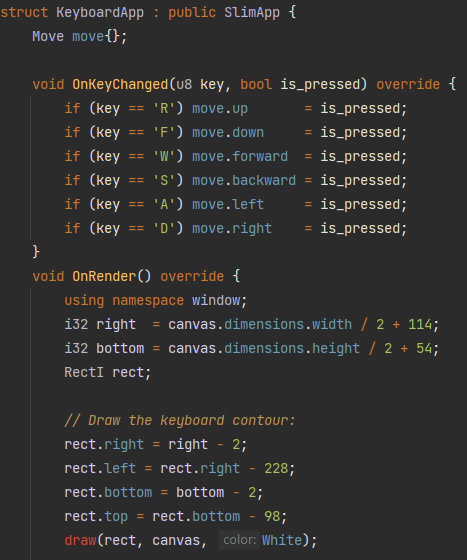 struct KeyboardApp : public SlimApp {
    Move move{};

    void OnKeyChanged(u8 key, bool is_pressed) override {
        if (key == 'R') move.up       = is_pressed;
        if (key == 'F') move.down     = is_pressed;
        if (key == 'W') move.forward  = is_pressed;
        if (key == 'S') move.backward = is_pressed;
        if (key == 'A') move.left     = is_pressed;
        if (key == 'D') move.right    = is_pressed;
    }
    void OnRender() override {
        using namespace window;
        i32 right  = canvas.dimensions.width / 2 + 114;
        i32 bottom = canvas.dimensions.height / 2 + 54;
        RectI rect;

        // Draw the keyboard contour:
        rect.right = right - 2;
        rect.left = rect.right - 228;
        rect.bottom = bottom - 2;
        rect.top = rect.bottom - 98;
        draw(rect, canvas, color: White);